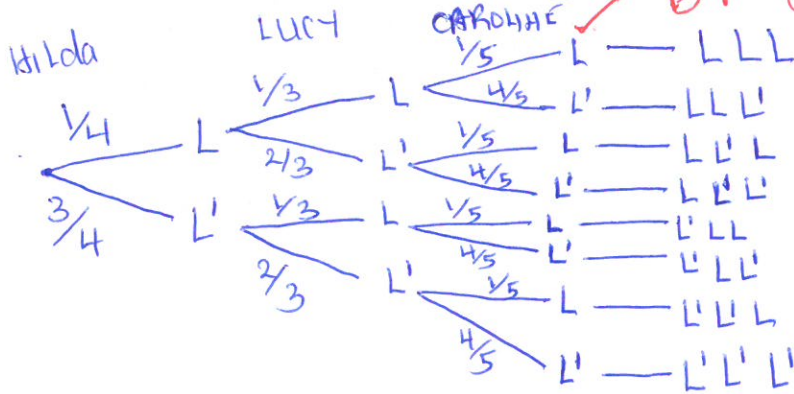 Hilda LUCY CAROLINE
1/5 L LLL
1/3 L 4/5 L' LLL'
1/4 L 2/3 L' 1/5 L LL'L
4/5 L' LL'L'
3/4 L' 1/3 L 1/5 L L'LL
4/5 L' L'LL'
2/3 L' 1/5 L L'L'L
4/5 L' L'L'L'